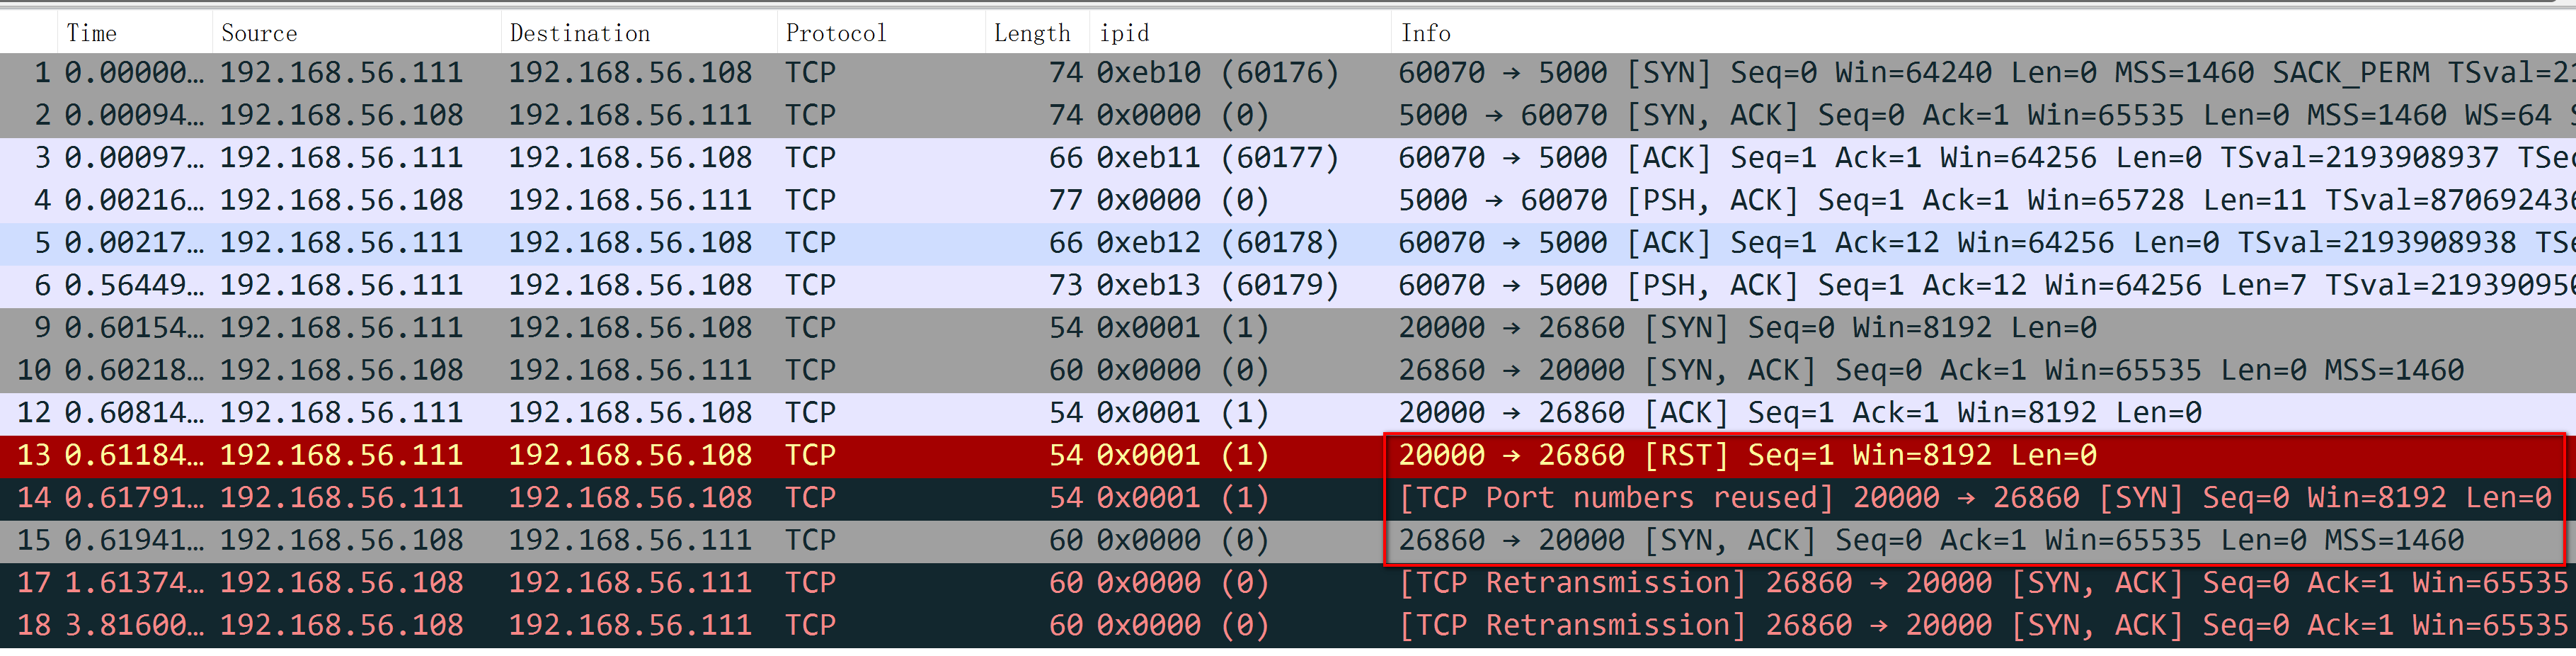 Time Source Destination Protocol Length ipid Info
1 0.00000… 192.168.56.111 192.168.56.108 TCP 74 0xeb10 (60176) 60070 → 5000 [SYN] Seq=0 Win=64240 Len=0 MSS=1460 SACK_PERM TSval=21
2 0.00094… 192.168.56.108 192.168.56.111 TCP 74 0x0000 (0) 5000 → 60070 [SYN, ACK] Seq=0 Ack=1 Win=65535 Len=0 MSS=1460 WS=64 S
3 0.00097… 192.168.56.111 192.168.56.108 TCP 66 0xeb11 (60177) 60070 → 5000 [ACK] Seq=1 Ack=1 Win=64256 Len=0 TSval=2193908937 TSec
4 0.00216… 192.168.56.108 192.168.56.111 TCP 77 0x0000 (0) 5000 → 60070 [PSH, ACK] Seq=1 Ack=1 Win=65728 Len=11 TSval=870692436
5 0.00217… 192.168.56.111 192.168.56.108 TCP 66 0xeb12 (60178) 60070 → 5000 [ACK] Seq=1 Ack=12 Win=64256 Len=0 TSval=2193908938 TSe
6 0.56449… 192.168.56.111 192.168.56.108 TCP 73 0xeb13 (60179) 60070 → 5000 [PSH, ACK] Seq=1 Ack=12 Win=64256 Len=7 TSval=219390950
9 0.60154… 192.168.56.111 192.168.56.108 TCP 54 0x0001 (1) 20000 → 26860 [SYN] Seq=0 Win=8192 Len=0
10 0.60218… 192.168.56.108 192.168.56.111 TCP 60 0x0000 (0) 26860 → 20000 [SYN, ACK] Seq=0 Ack=1 Win=65535 Len=0 MSS=1460
12 0.60814… 192.168.56.111 192.168.56.108 TCP 54 0x0001 (1) 20000 → 26860 [ACK] Seq=1 Ack=1 Win=8192 Len=0
13 0.61184… 192.168.56.111 192.168.56.108 TCP 54 0x0001 (1) 20000 → 26860 [RST] Seq=1 Win=8192 Len=0
14 0.61791… 192.168.56.111 192.168.56.108 TCP 54 0x0001 (1) [TCP Port numbers reused] 20000 → 26860 [SYN] Seq=0 Win=8192 Len=0
15 0.61941… 192.168.56.108 192.168.56.111 TCP 60 0x0000 (0) 26860 → 20000 [SYN, ACK] Seq=0 Ack=1 Win=65535 Len=0 MSS=1460
17 1.61374… 192.168.56.108 192.168.56.111 TCP 60 0x0000 (0) [TCP Retransmission] 26860 → 20000 [SYN, ACK] Seq=0 Ack=1 Win=65535
18 3.81600… 192.168.56.108 192.168.56.111 TCP 60 0x0000 (0) [TCP Retransmission] 26860 → 20000 [SYN, ACK] Seq=0 Ack=1 Win=65535